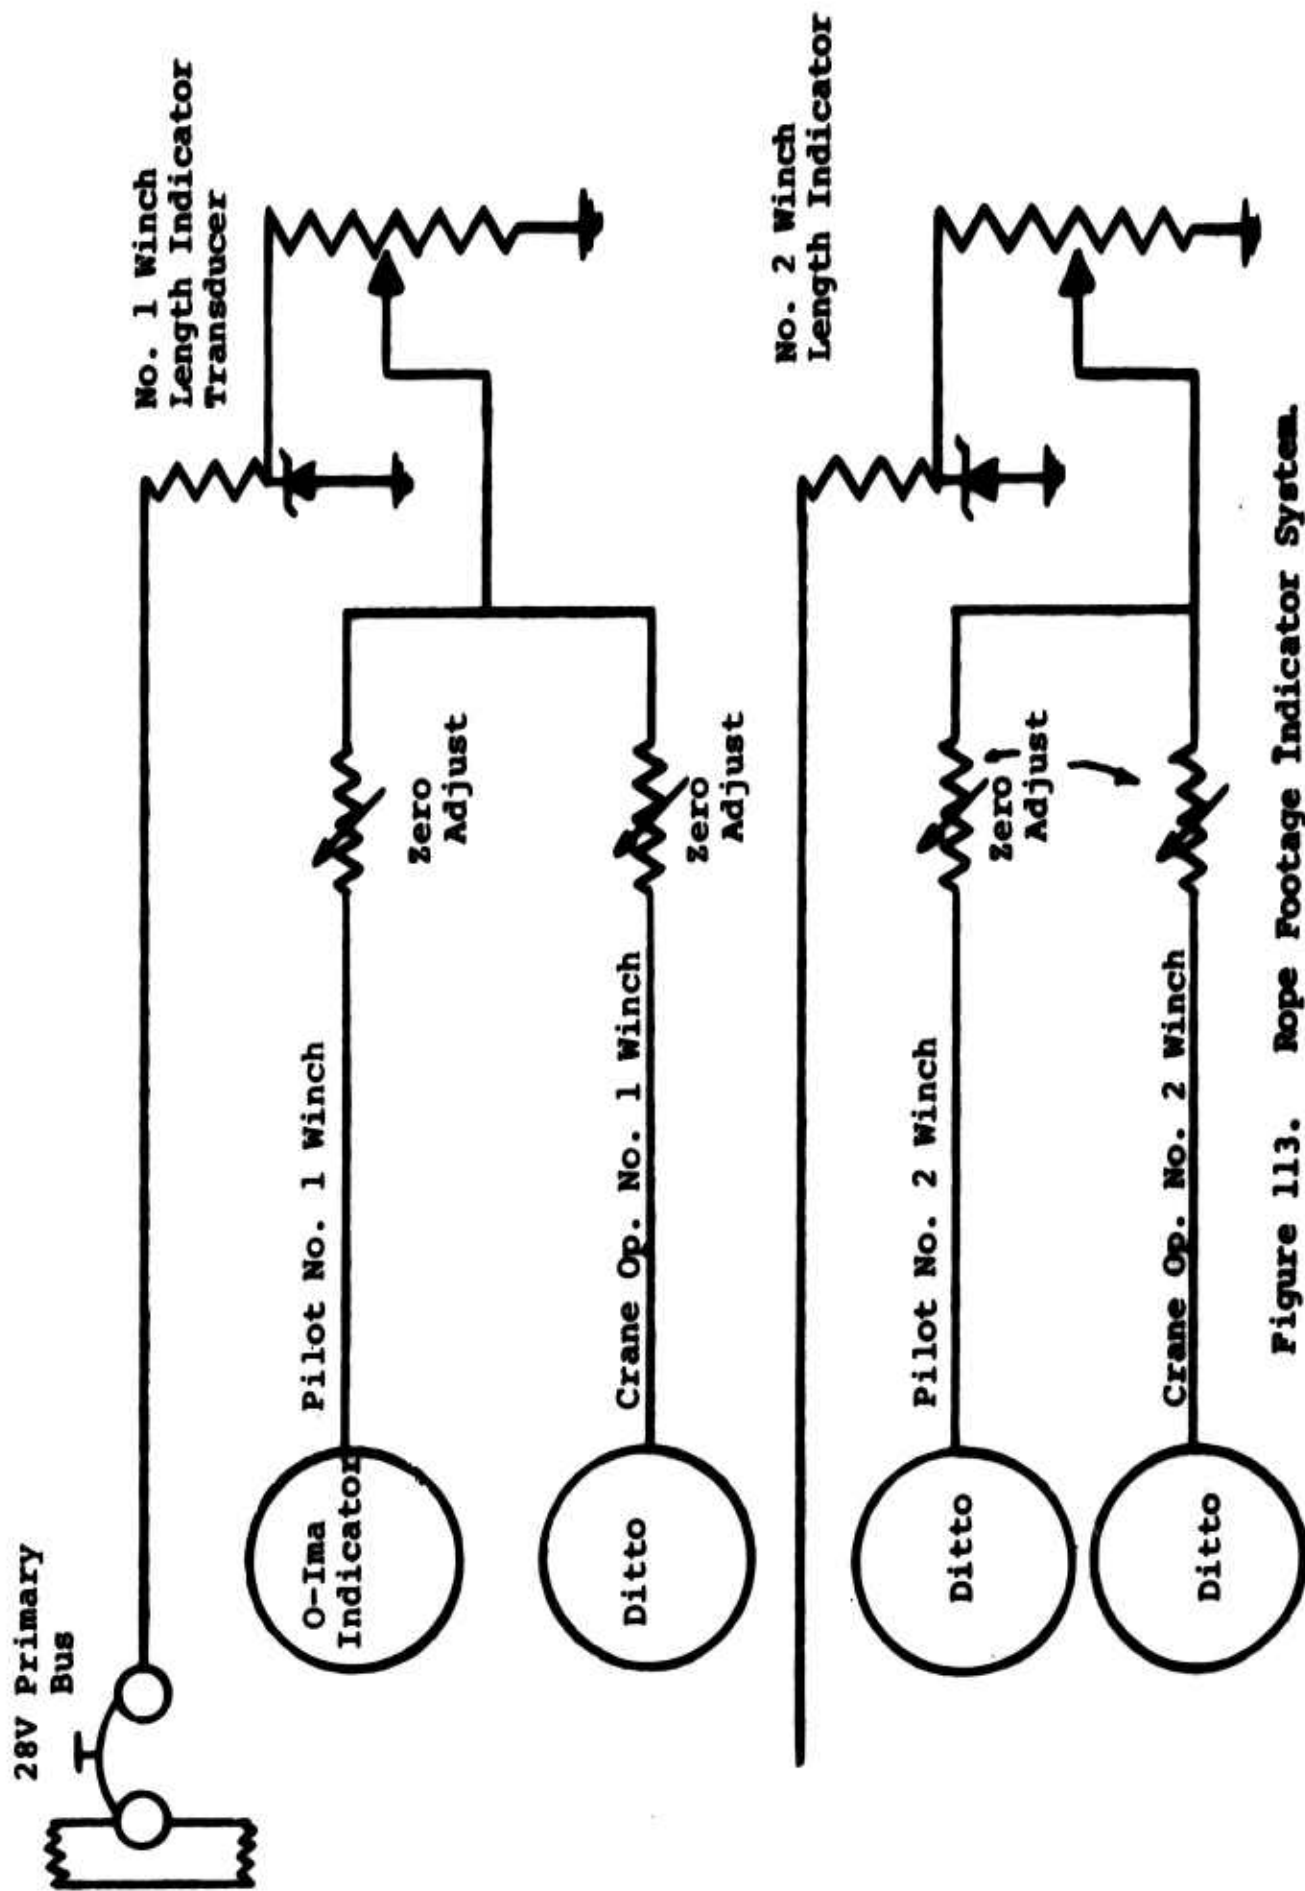 28V Primary
Bus
No. 1 Winch
Length Indicator
Transducer
O-Ima
Indicator
Pilot No. 1 Winch
Zero
Adjust
Ditto
Crane Op. No. 1 Winch
Zero
Adjust
No. 2 Winch
Length Indicator
Ditto
Pilot No. 2 Winch
Zero
Adjust
Ditto
Crane Op. No. 2 Winch
Figure 113. Rope Footage Indicator System.